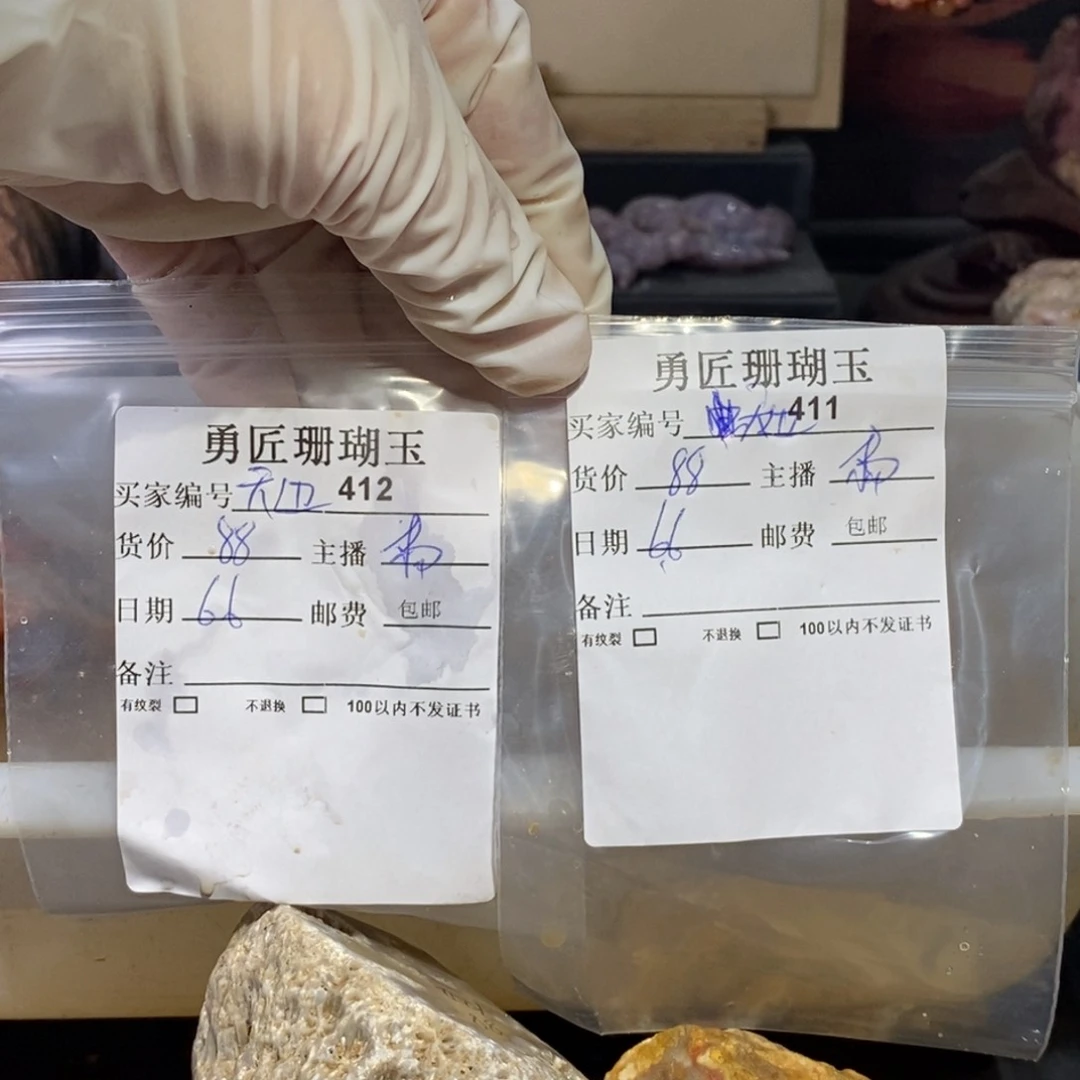 勇匠珊瑚玉
买家编号 412
货价 88 主播
日期 6.6 邮费 包邮
备注
有纹裂 不退换 100以内不发证书
勇匠珊瑚玉
买家编号 411
货价 88 主播
日期 6.6 邮费 包邮
备注
有纹裂 不退换 100以内不发证书